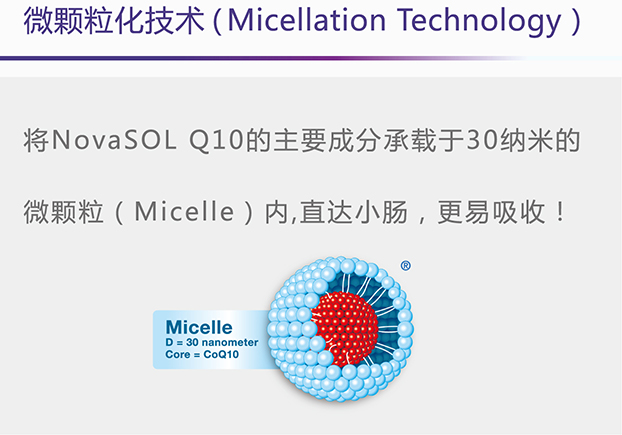 微颗粒化技术（Micellation Technology）
将NovaSOL Q10的主要成分承载于30纳米的
微颗粒（Micelle）内,直达小肠，更易吸收！
®
Micelle
D = 30 nanometer
Core = CoQ10